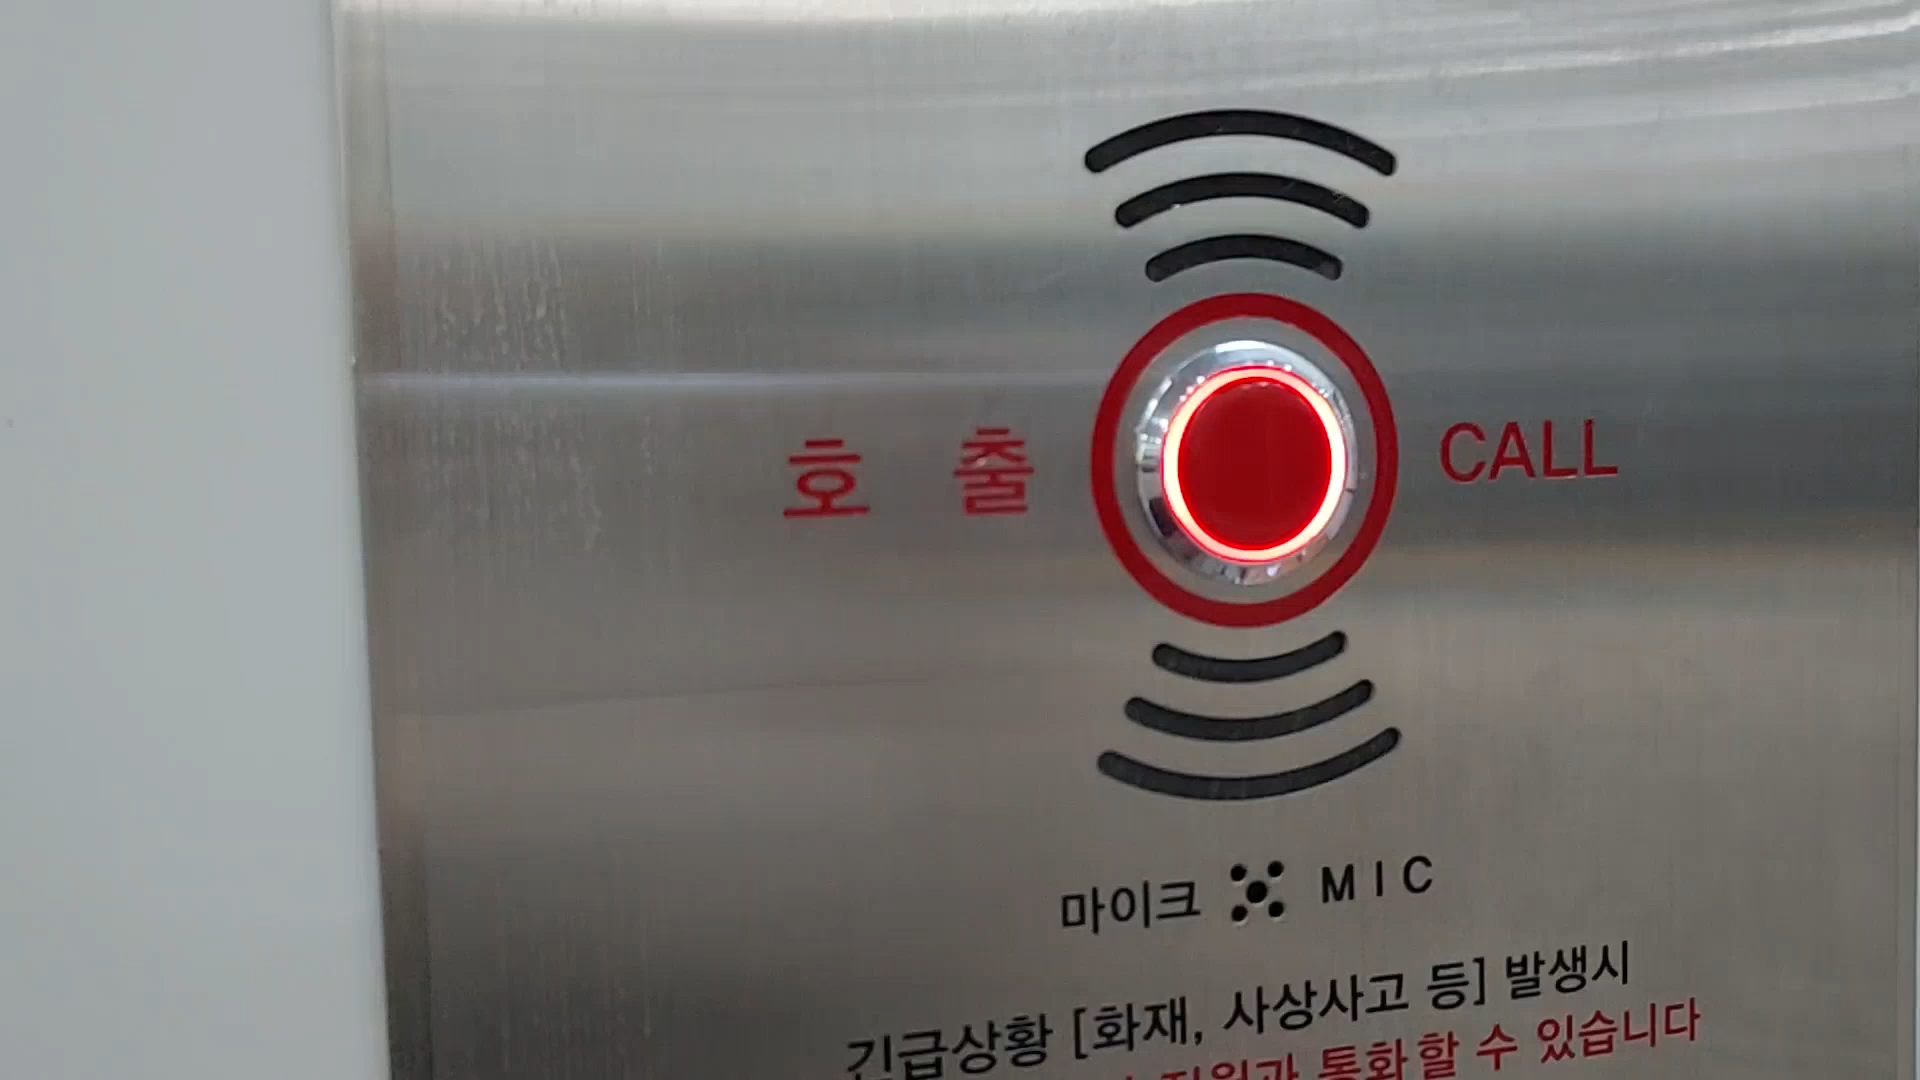 호 출 CALL
마이크 MIC
긴급상황 [화재, 사상사고 등] 발생시
통화할 수 있습니다